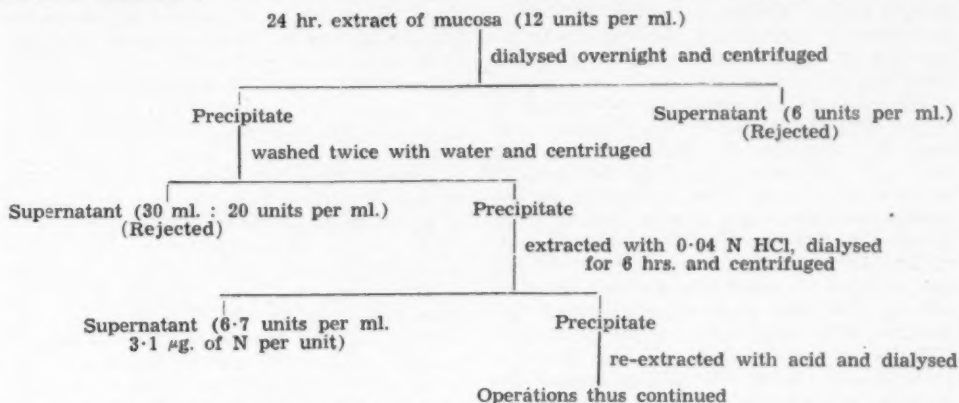 24 hr. extract of mucosa (12 units per ml.)
dialysed overnight and centrifuged
Precipitate
Supernatant (6 units per ml.)
(Rejected)
washed twice with water and centrifuged
Supernatant (30 ml. : 20 units per ml.)
(Rejected)
Precipitate
extracted with 0·04 N HCl, dialysed
for 6 hrs. and centrifuged
Supernatant (6·7 units per ml.
3·1 μg. of N per unit)
Precipitate
re-extracted with acid and dialysed
Operations thus continued